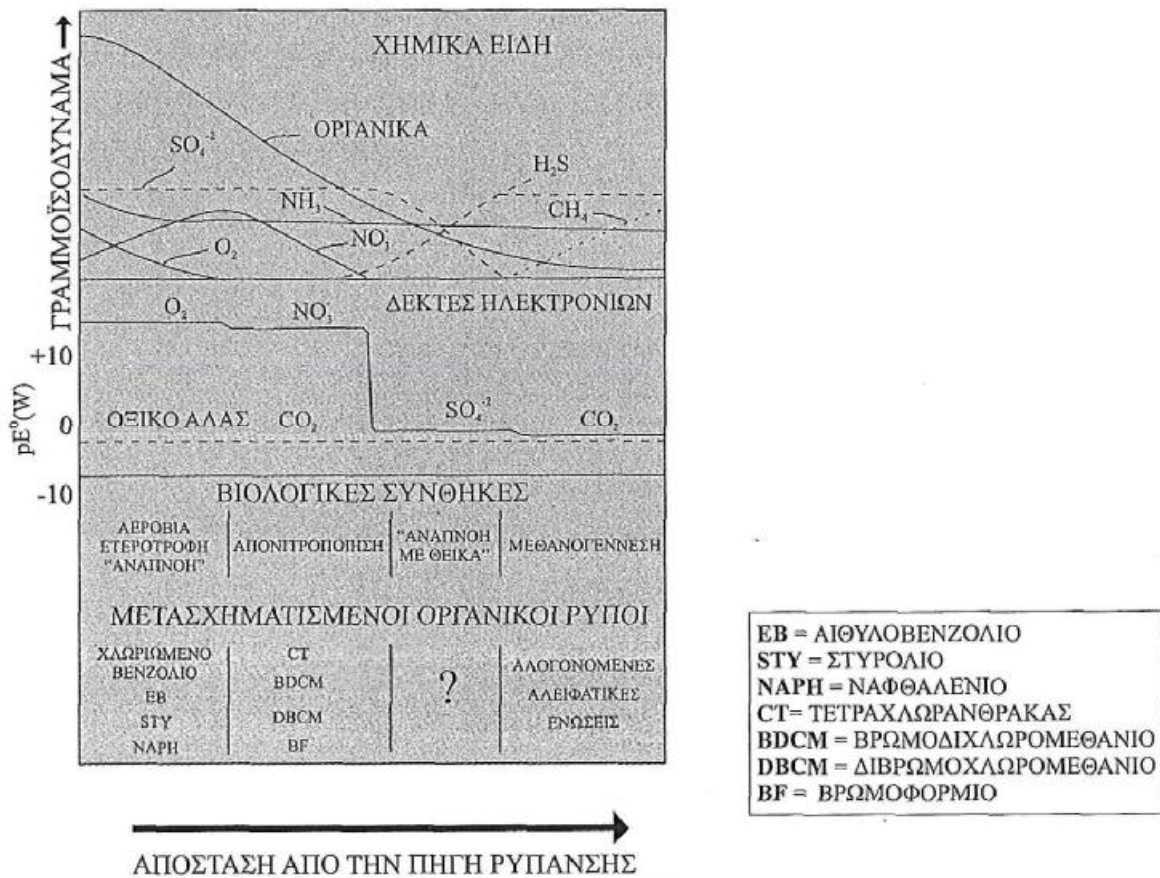 ΓΡΑΜΜΟΪΣΟΔΥΝΑΜΑ
ΧΗΜΙΚΑ ΕΙΔΗ
ΟΡΓΑΝΙΚΑ
SO₄⁻²
H₂S
NH₃
CH₄
NO₃
O₂
ΔΕΚΤΕΣ ΗΛΕΚΤΡΟΝΙΩΝ
O₂ NO₃
+10
pE⁰(W)
ΟΞΙΚΟ ΑΛΑΣ CO₂ SO₄⁻² CO₂
0
-10
ΒΙΟΛΟΓΙΚΕΣ ΣΥΝΘΗΚΕΣ
ΑΕΡΟΒΙΑ
ΕΤΕΡΟΤΡΟΦΗ
"ΑΝΑΠΝΟΗ"
ΑΠΟΝΙΤΡΟΠΟΙΗΣΗ
"ΑΝΑΠΝΟΗ
ΜΕ ΘΕΙΚΑ"
ΜΕΘΑΝΟΓΕΝΝΕΣΗ
ΜΕΤΑΣΧΗΜΑΤΙΣΜΕΝΟΙ ΟΡΓΑΝΙΚΟΙ ΡΥΠΟΙ
ΧΛΩΡΙΩΜΕΝΟ
ΒΕΝΖΟΛΙΟ
EB
STY
NAPH
CT
BDCM
DBCM
BF
?
ΑΛΟΓΟΝΟΜΕΝΕΣ
ΑΛΕΙΦΑΤΙΚΕΣ
ΕΝΩΣΕΙΣ
ΑΠΟΣΤΑΣΗ ΑΠΟ ΤΗΝ ΠΗΓΗ ΡΥΠΑΝΣΗΣ
EB = ΑΙΘΥΛΟΒΕΝΖΟΛΙΟ
STY = ΣΤΥΡΟΛΙΟ
NAPH = ΝΑΦΘΑΛΕΝΙΟ
CT= ΤΕΤΡΑΧΛΩΡΑΝΘΡΑΚΑΣ
BDCM = ΒΡΩΜΟΔΙΧΛΩΡΟΜΕΘΑΝΙΟ
DBCM = ΔΙΒΡΩΜΟΧΛΩΡΟΜΕΘΑΝΙΟ
BF = ΒΡΩΜΟΦΟΡΜΙΟ